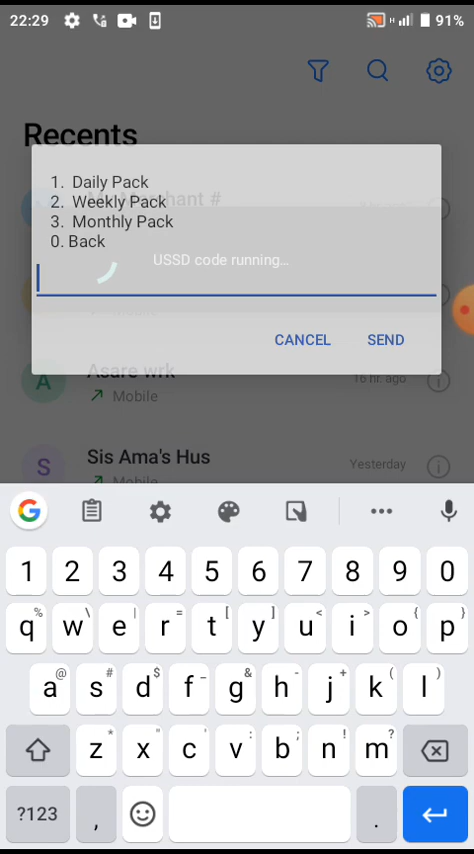 22:29
H
91%
Recents
1. Daily Pack
2. Weekly Pack
3. Monthly Pack
0. Back
USSD code running...
CANCEL SEND
Asare wrk
16 hr. ago
A
Mobile
Sis Ama's Hus
Yesterday
S
Mobile
G
1 2 3 4 5 6 7 8 9 0
% \ | = [ ] < > { }
q w e r t y u i o p
@ # $ _ & - + ( )
a s d f g h j k l
* " ' : ; ! ?
z x c v b n m
?123 , .